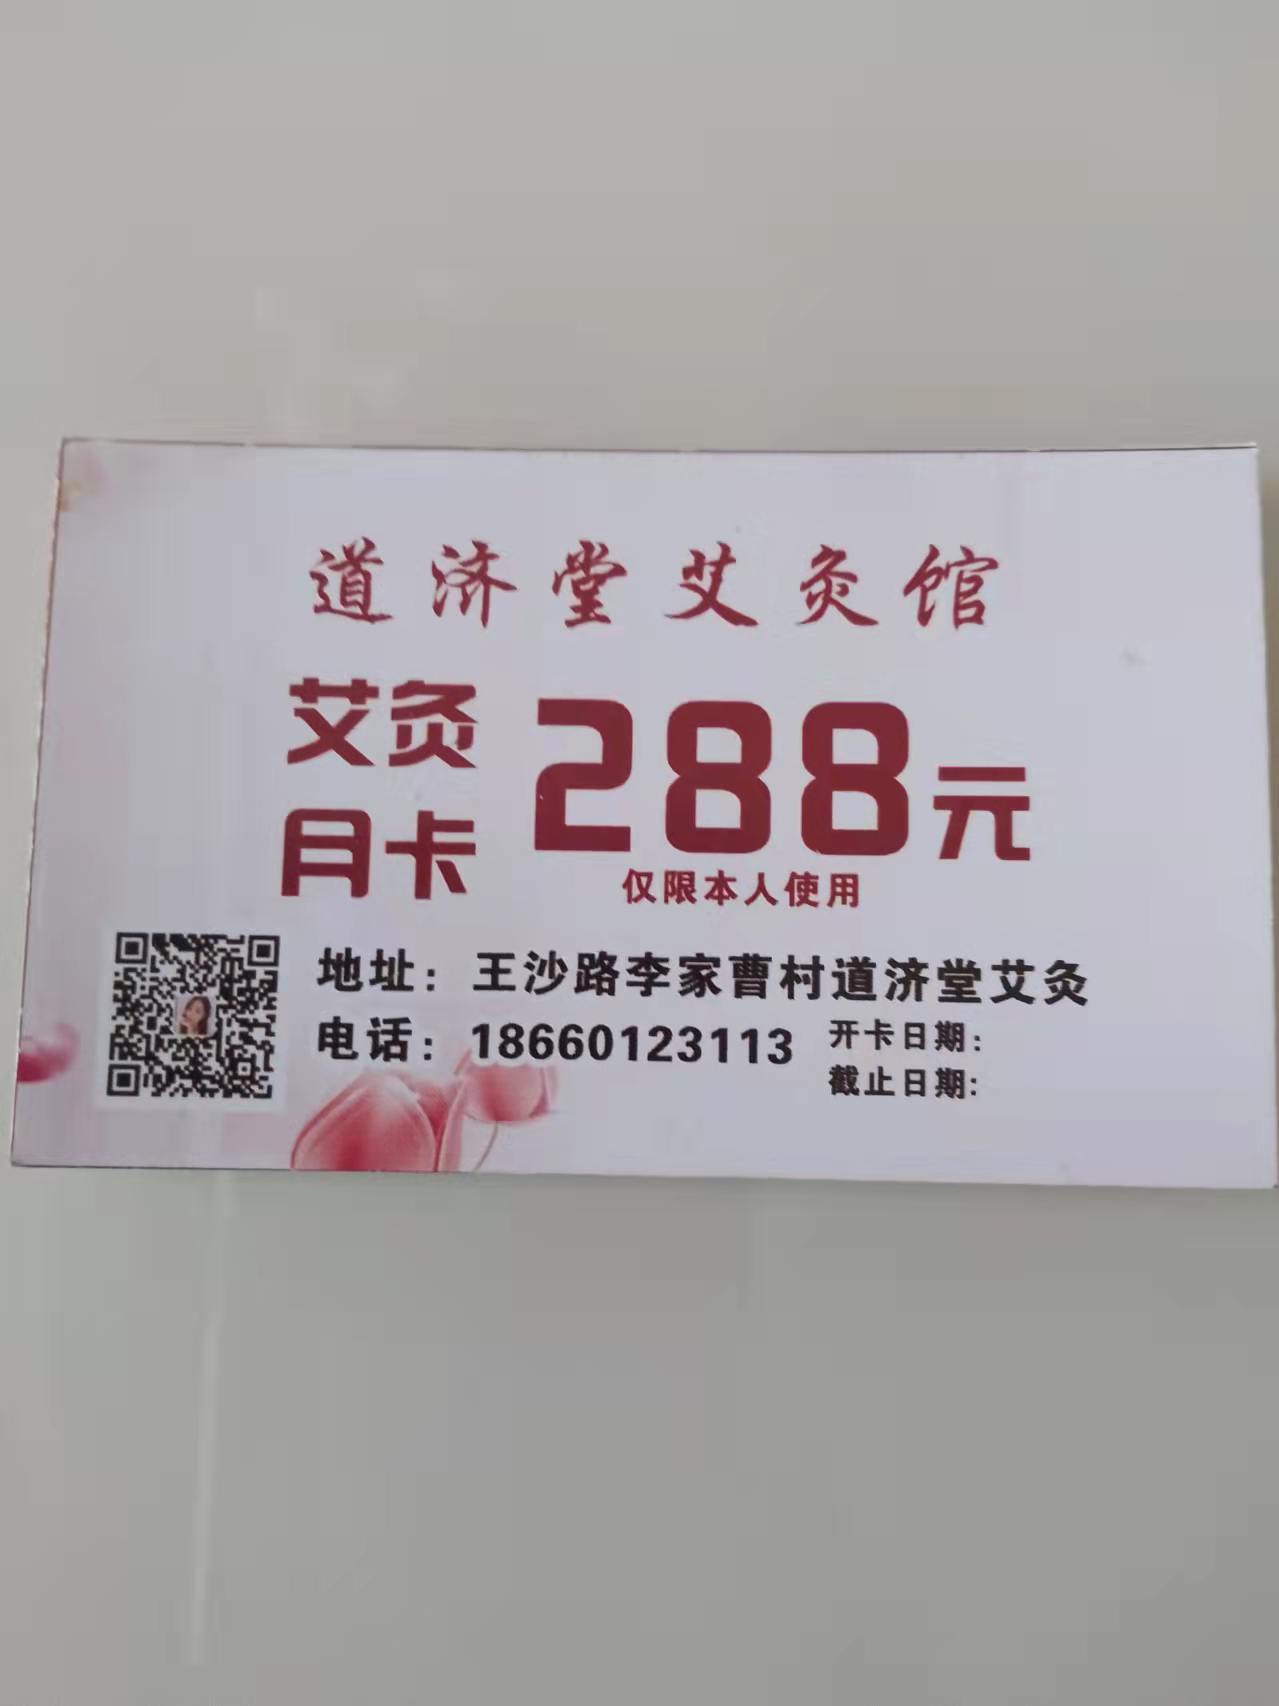 道济堂艾灸馆
艾灸
月卡
288元
仅限本人使用
地址：王沙路李家曹村道济堂艾灸
电话：18660123113
开卡日期：
截止日期：